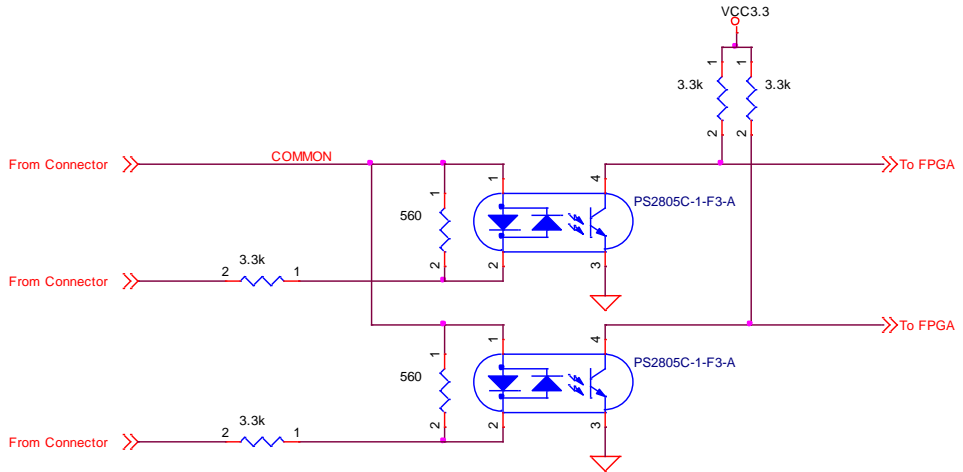 VCC3.3
1
1
3.3k
3.3k
2
2
From Connector
COMMON
To FPGA
1
4
PS2805C-1-F3-A
1
560
2
2
3
From Connector
2
3.3k
1
To FPGA
1
4
PS2805C-1-F3-A
1
560
2
2
3
From Connector
2
3.3k
1